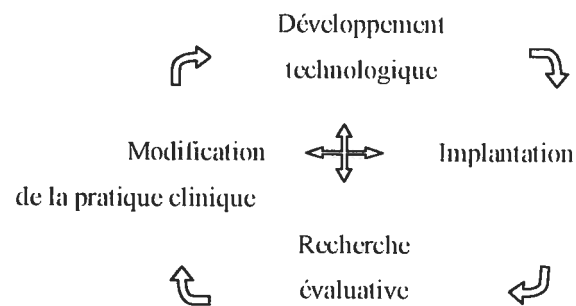 Développement
technologique
Modification
de la pratique clinique
Implantation
Recherche
évaluative